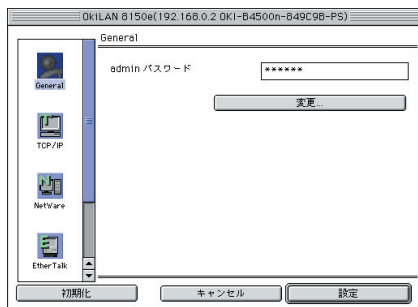 OkiLAN 8150e(192.168.0.2 OKI-B4500n-849C9B-PS)
General
General
admin パスワード
******
変更...
TCP/IP
NetWare
EtherTalk
初期化
キャンセル
設定